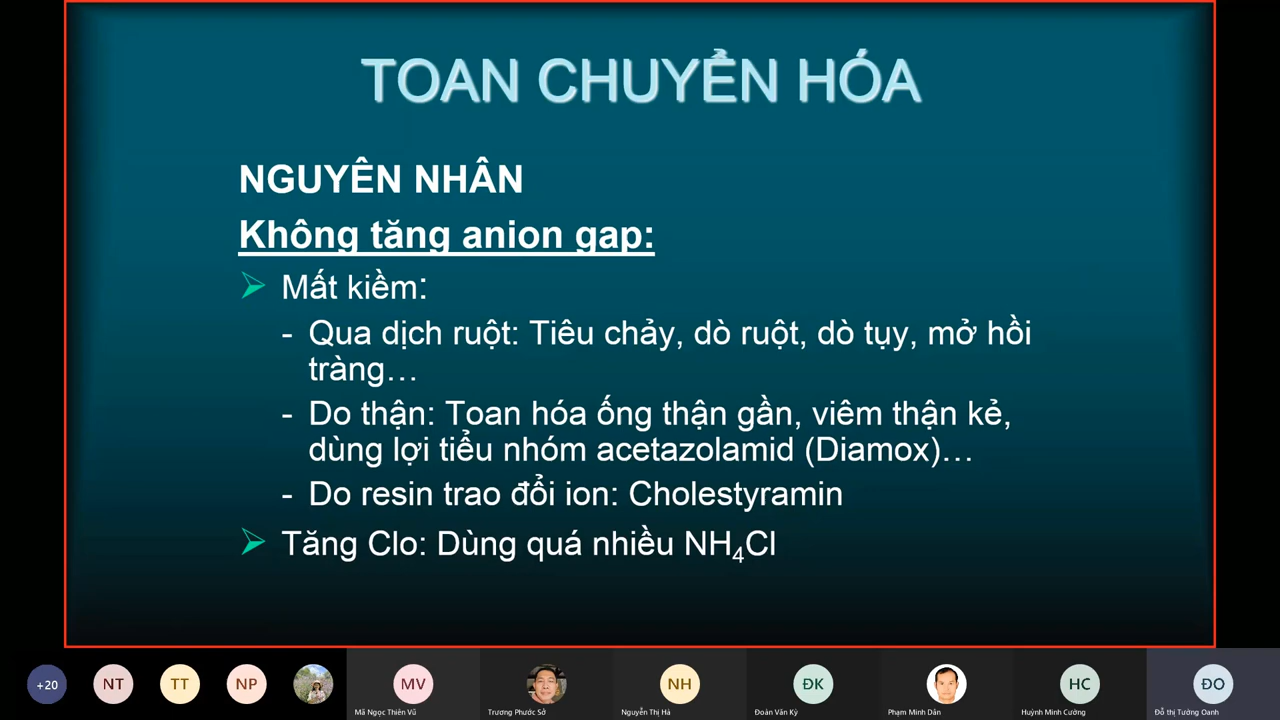 TOAN CHUYỂN HÓA
NGUYÊN NHÂN
Không tăng anion gap:
Mất kiềm:
- Qua dịch ruột: Tiêu chảy, dò ruột, dò tụy, mở hồi
tràng…
- Do thận: Toan hóa ống thận gần, viêm thận kẻ,
dùng lợi tiểu nhóm acetazolamid (Diamox)…
- Do resin trao đổi ion: Cholestyramin
Tăng Clo: Dùng quá nhiều NH₄Cl
+20 NT TT NP MV NH ĐK HC ĐO
Mã Ngọc Thiên Vũ Trương Phước Sở Nguyễn Thị Hà Đoàn Văn Kỳ Phạm Minh Dân Huỳnh Minh Cường Đỗ thị Tường Oanh